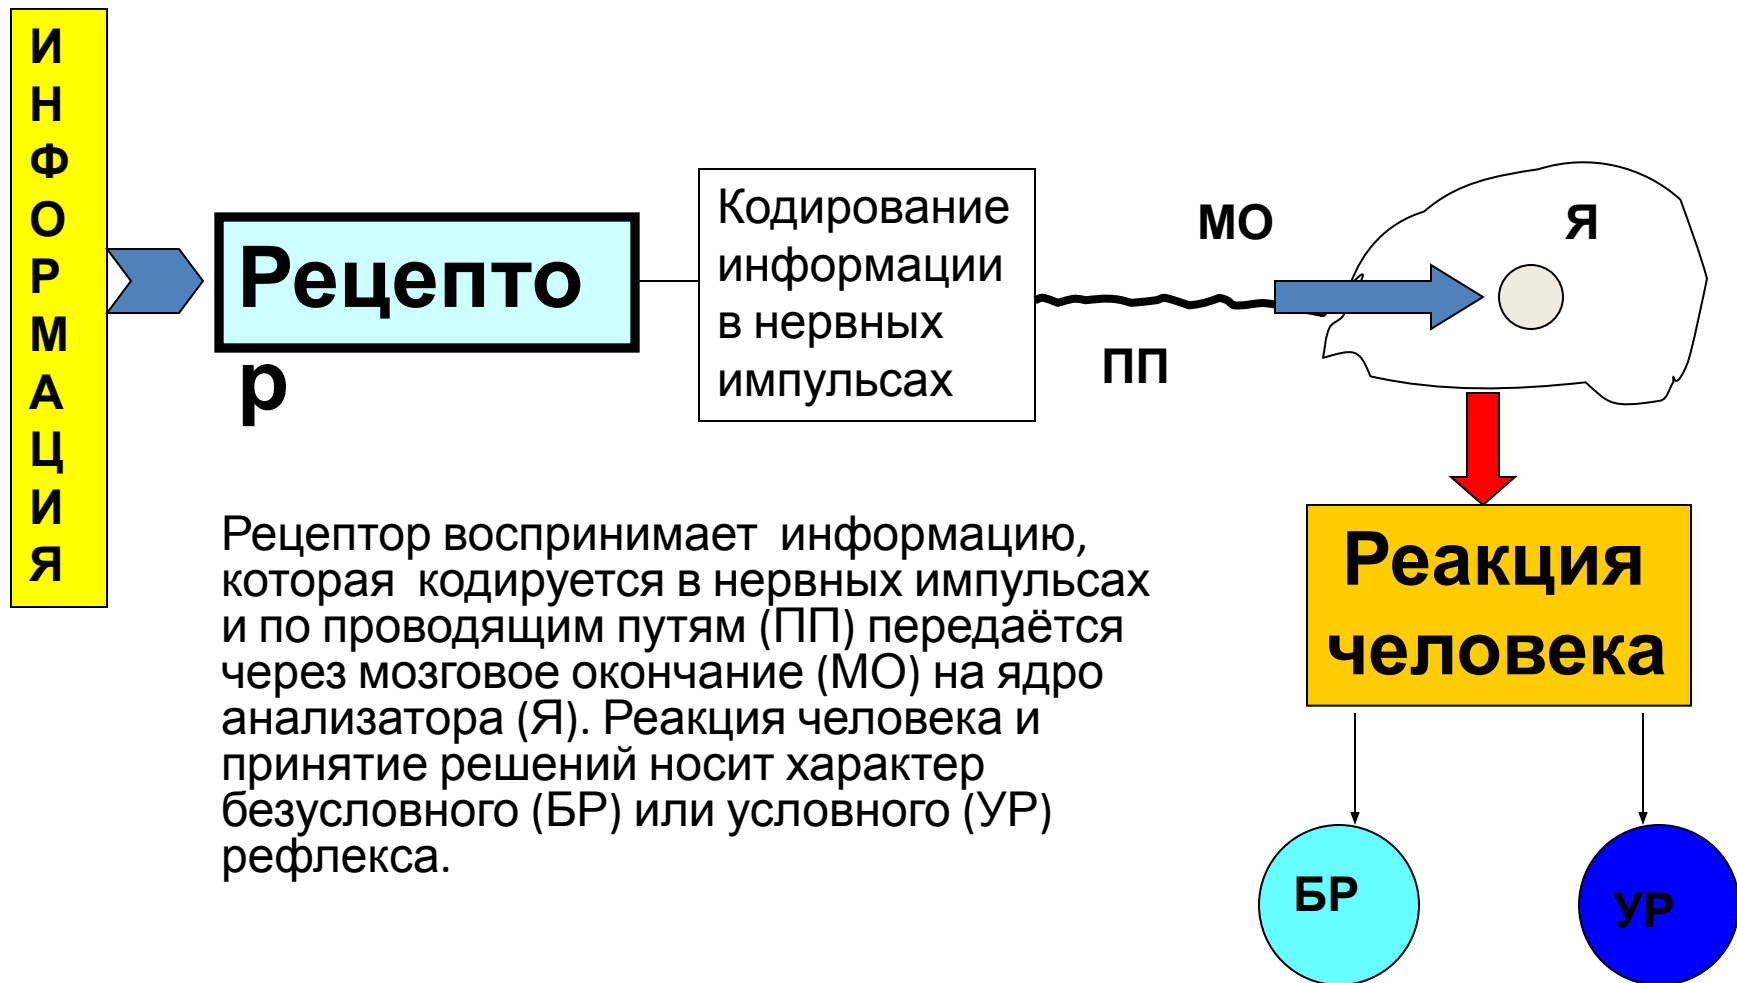 И
Н
Ф
О
Р
М
А
Ц
И
Я
Рецепто
р
Кодирование
информации
в нервных
импульсах
МО
ПП
Я
Реакция
человека
БР
УР
Рецептор воспринимает  информацию,
которая  кодируется в нервных импульсах
и по проводящим путям (ПП) передаётся
через мозговое окончание (МО) на ядро
анализатора (Я). Реакция человека и
принятие решений носит характер
безусловного (БР) или условного (УР)
рефлекса.